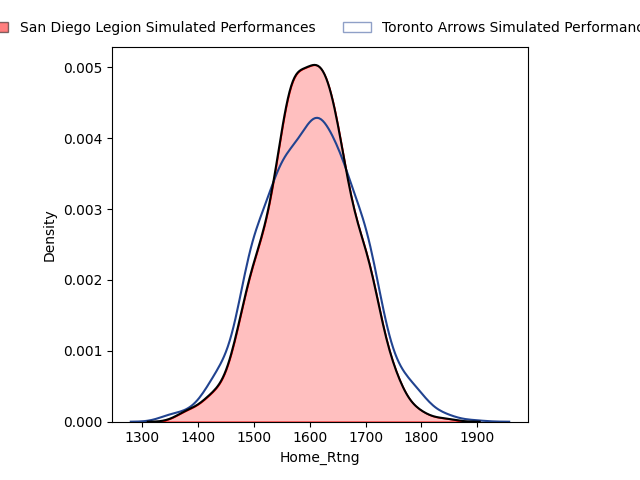 San Diego Legion Simulated Performances Toronto Arrows Simulated
0.005
0.004
0.003
0.002
0.001
0.000
Density
1300 1400 1500 1600 1700 1800 1900
Home_Rtng